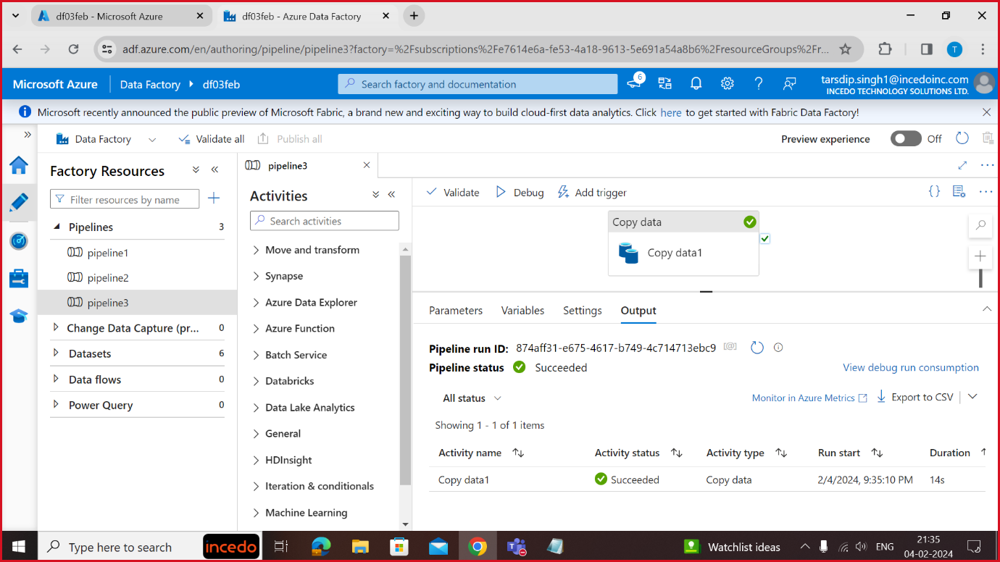 df03feb - Microsoft Azure
df03feb - Azure Data Factory
adf.azure.com/en/authoring/pipeline/pipeline3?factory=%2Fsubscriptions%2Fe7614e6a-fe53-4a18-9613-5e691a54a8b6%2FresourceGroups%2Fr...
T
Microsoft Azure
Data Factory
df03feb
Search factory and documentation
6
tarsdip.singh1@incedoinc.com
INCEDO TECHNOLOGY SOLUTIONS LTD.
Microsoft recently announced the public preview of Microsoft Fabric, a brand new and exciting way to build cloud-first data analytics. Click here to get started with Fabric Data Factory!
Data Factory
Validate all
Publish all
Preview experience
Off
Factory Resources
Filter resources by name
Pipelines 3
pipeline1
pipeline2
pipeline3
Change Data Capture (pr... 0
Datasets 6
Data flows 0
Power Query 0
pipeline3
Activities
Search activities
Move and transform
Synapse
Azure Data Explorer
Azure Function
Batch Service
Databricks
Data Lake Analytics
General
HDInsight
Iteration & conditionals
Machine Learning
Validate
Debug
Add trigger
Copy data
Copy data1
Parameters Variables Settings Output
Pipeline run ID: 874aff31-e675-4617-b749-4c714713ebc9
Pipeline status Succeeded
View debug run consumption
All status
Monitor in Azure Metrics
Export to CSV
Showing 1 - 1 of 1 items
Activity name Activity status Activity type Run start Duration
Copy data1 Succeeded Copy data 2/4/2024, 9:35:10 PM 14s
Type here to search
incedo
Watchlist ideas
ENG
21:35
04-02-2024